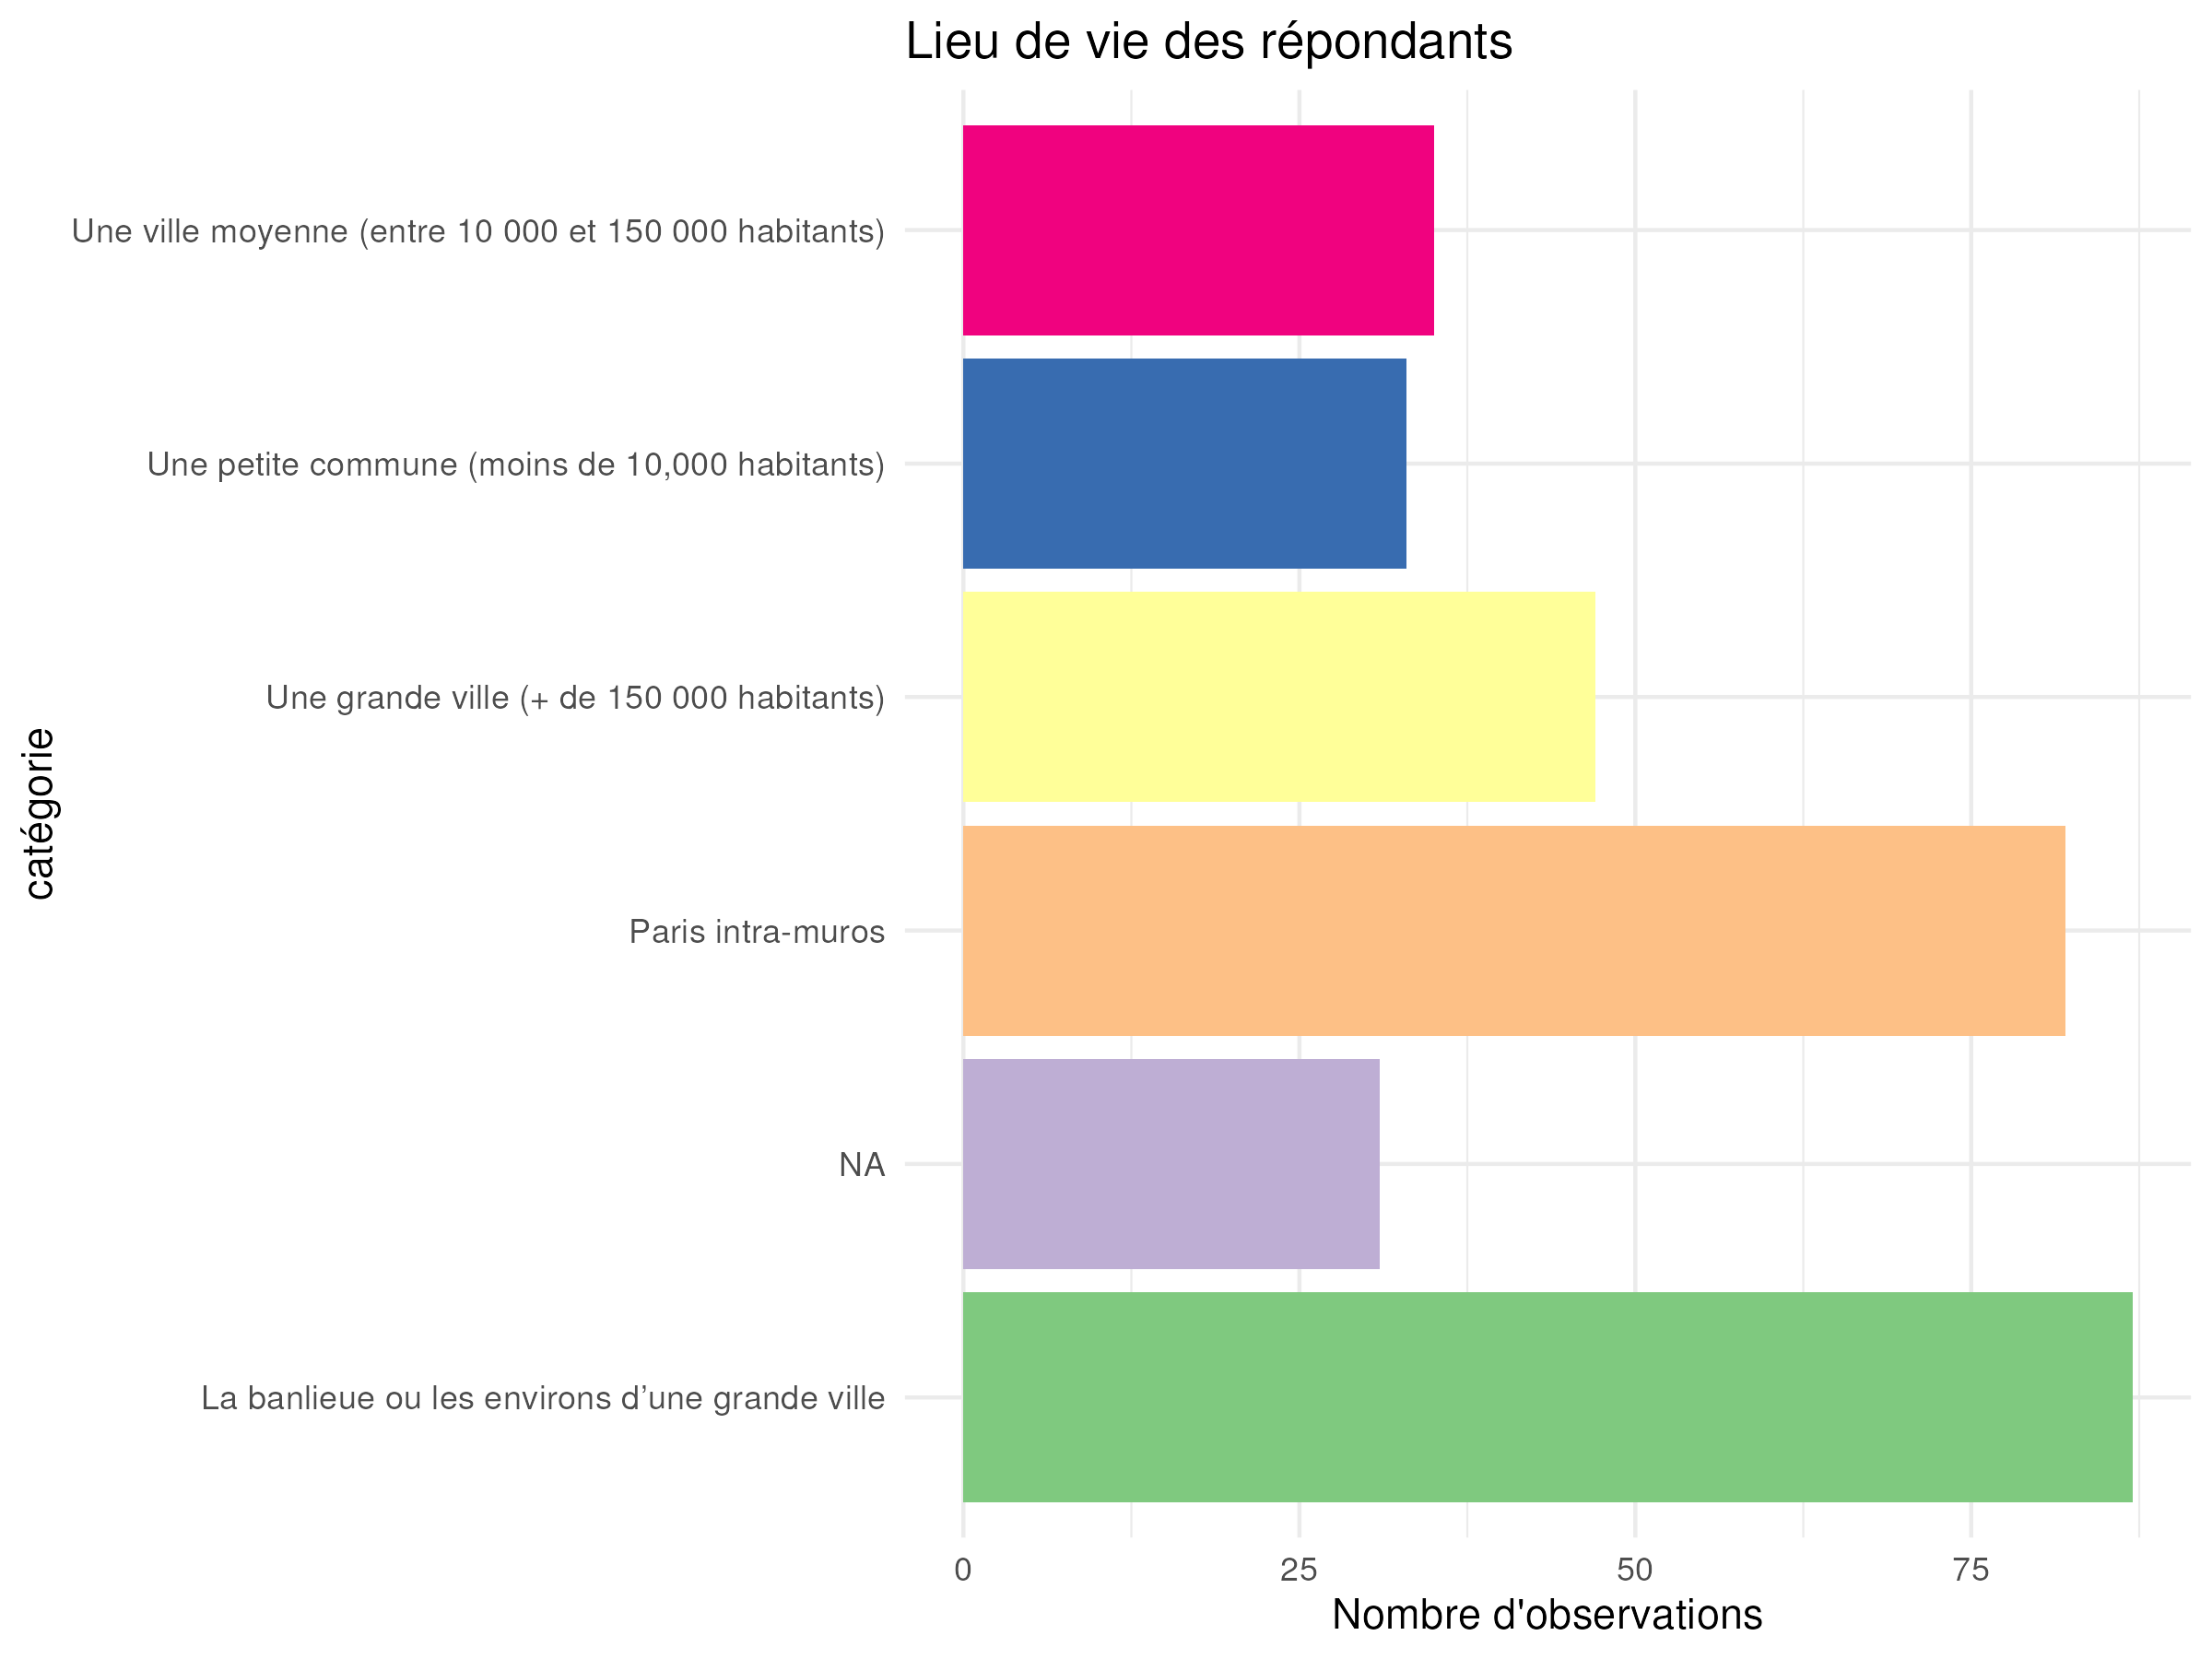 Lieu de vie des répondants
Une ville moyenne (entre 10 000 et 150 000 habitants)
Une petite commune (moins de 10,000 habitants)
Une grande ville (+ de 150 000 habitants)
catégorie
Paris intra-muros
NA
La banlieue ou les environs d’une grande ville
0 25 50 75
Nombre d'observations